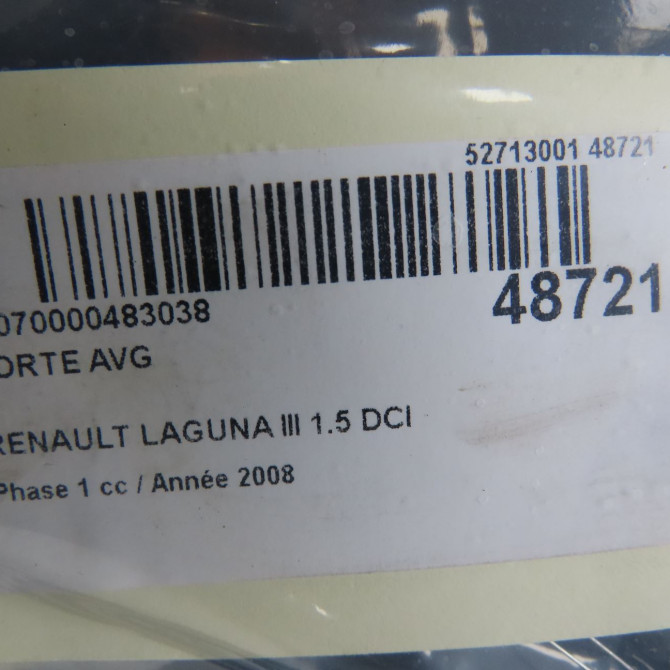 52713001 48721
070000483038
48721
ORTE AVG
RENAULT LAGUNA III 1.5 DCI
Phase 1 cc / Année 2008